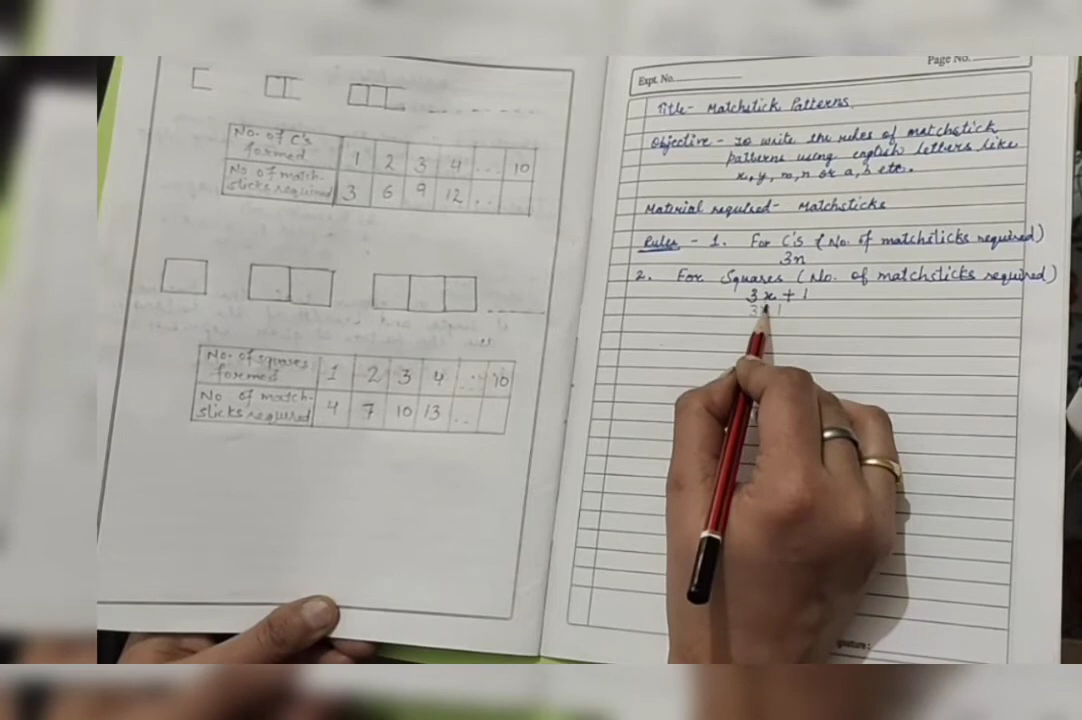 No. of C's formed 1 2 3 4 ... 10
No of match-
sticks required 3 6 9 12 ..
No. of squares formed 1 2 3 4 ... 10
No of match-
sticks required 4 7 10 13 ..
Page No.
Expt. No.
Title- Matchstick Patterns
Objective - To write the rules of matchstick
patterns using english letters like
x, y, m, n or a, b etc.
Material required- Matchsticks
Rules - 1. For C's (No. of matchsticks required)
3n
2. For Squares (No. of matchsticks required)
3x + 1